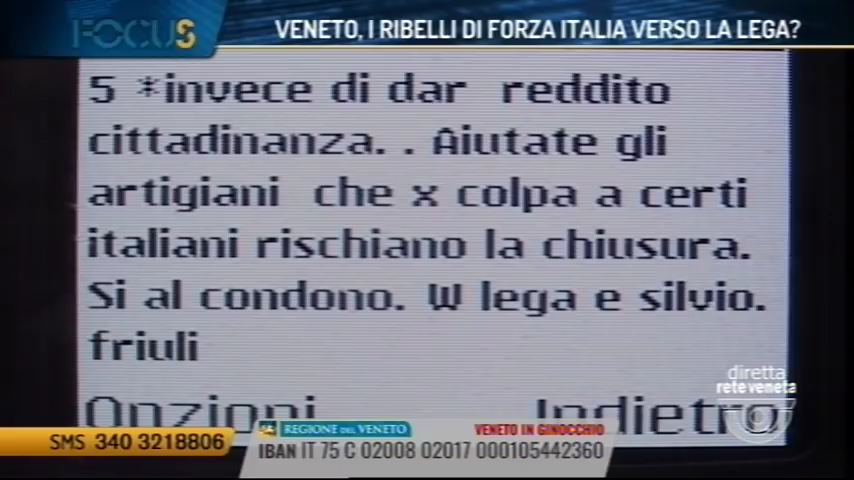 FOCUS
VENETO, I RIBELLI DI FORZA ITALIA VERSO LA LEGA?
5 *invece di dar reddito
cittadinanza. . Aiutate gli
artigiani che x colpa a certi
italiani rischiano la chiusura.
Si al condono. W lega e silvio.
friuli
Opzioni Indietro
diretta
reteveneta
SMS 340 3218806
REGIONE DEL VENETO
VENETO IN GINOCCHIO
IBAN IT 75 C 02008 02017 000105442360